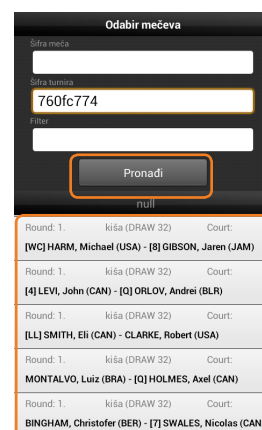 Odabir mečeva
Šifra meča
Šifra turnira
760fc774
Filter
Pronađi
null
Round: 1. kiša (DRAW 32) Court:
[WC] HARM, Michael (USA) - [8] GIBSON, Jaren (JAM)
Round: 1. kiša (DRAW 32) Court:
[4] LEVI, John (CAN) - [Q] ORLOV, Andrei (BLR)
Round: 1. kiša (DRAW 32) Court:
[LL] SMITH, Eli (CAN) - CLARKE, Robert (USA)
Round: 1. kiša (DRAW 32) Court:
MONTALVO, Luiz (BRA) - [Q] HOLMES, Axel (CAN)
Round: 1. kiša (DRAW 32) Court:
BINGHAM, Christofer (BER) - [7] SWALES, Nicolas (CAN